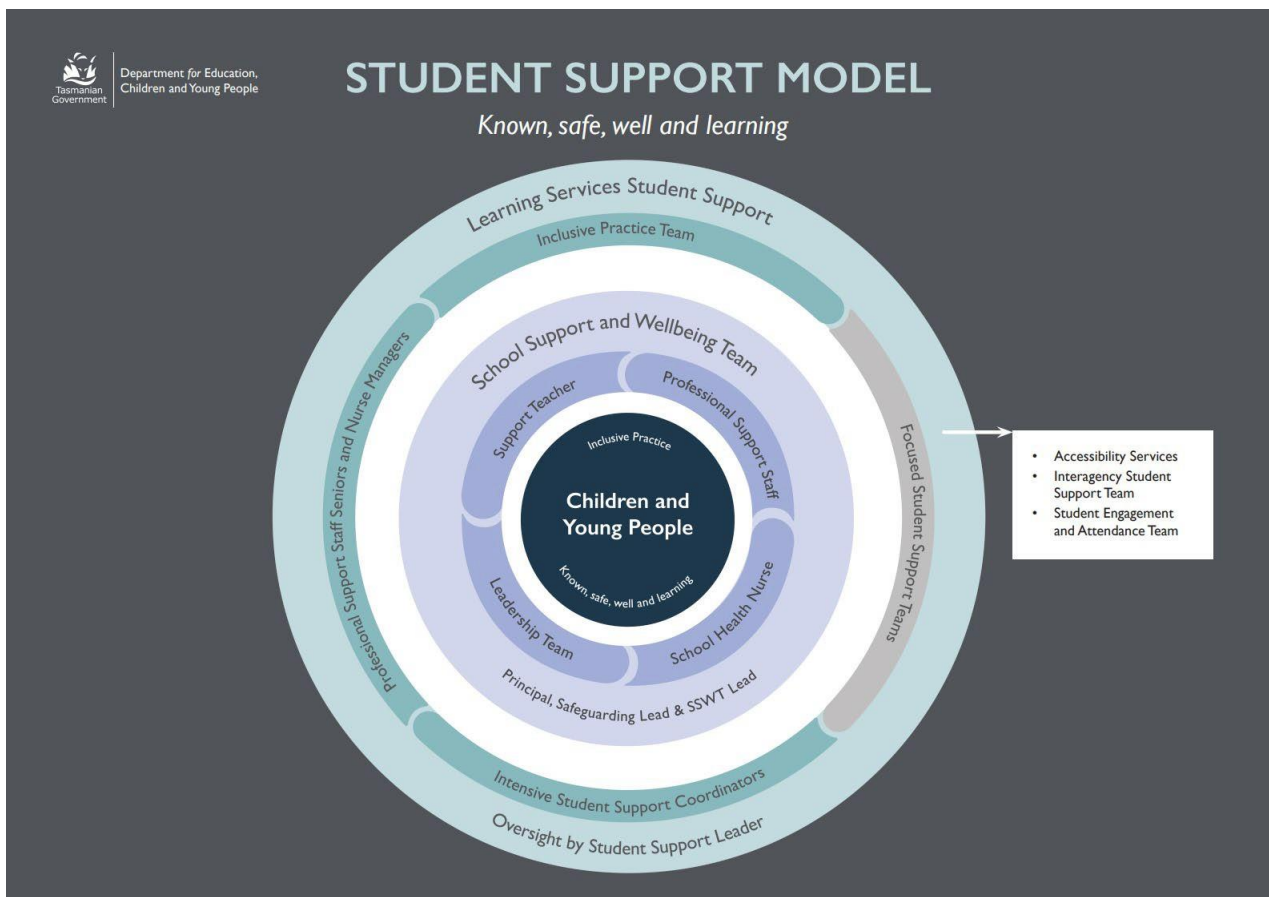 Tasmanian
Government
Department for Education,
Children and Young People
STUDENT SUPPORT MODEL
Known, safe, well and learning
Learning Services Student Support
Inclusive Practice Team
Professional Support Staff Seniors and Nurse Managers
Focused Student Support Teams
Intensive Student Support Coordinators
Oversight by Student Support Leader
School Support and Wellbeing Team
Support Teacher
Professional Support Staff
Leadership Team
School Health Nurse
Principal, Safeguarding Lead & SSWT Lead
Inclusive Practice
Children and
Young People
Known, safe, well and learning
• Accessibility Services
• Interagency Student
Support Team
• Student Engagement
and Attendance Team